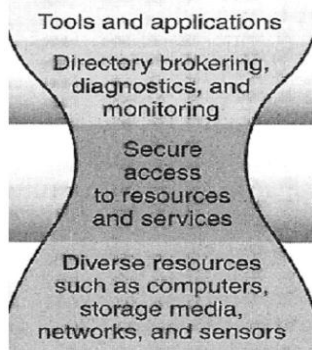 Tools and applications
Directory brokering,
diagnostics, and
monitoring
Secure
access
to resources
and services
Diverse resources
such as computers,
storage media,
networks, and sensors